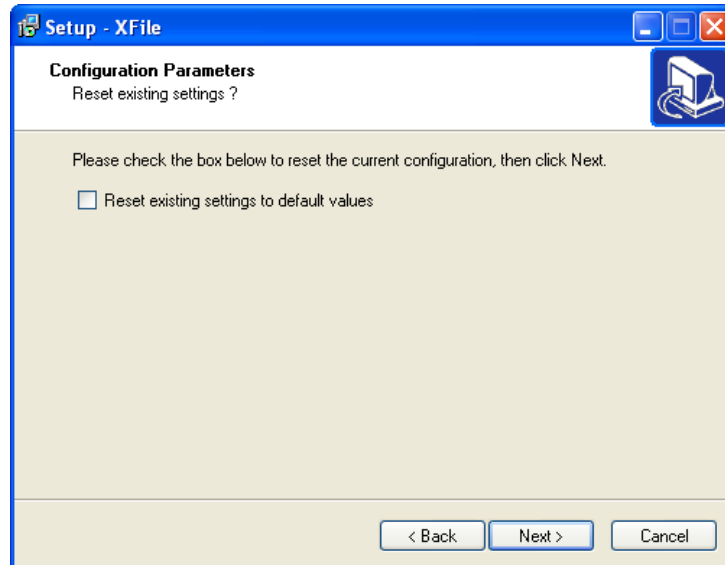 Setup - XFile
Configuration Parameters
Reset existing settings ?
Please check the box below to reset the current configuration, then click Next.
Reset existing settings to default values
< Back Next > Cancel